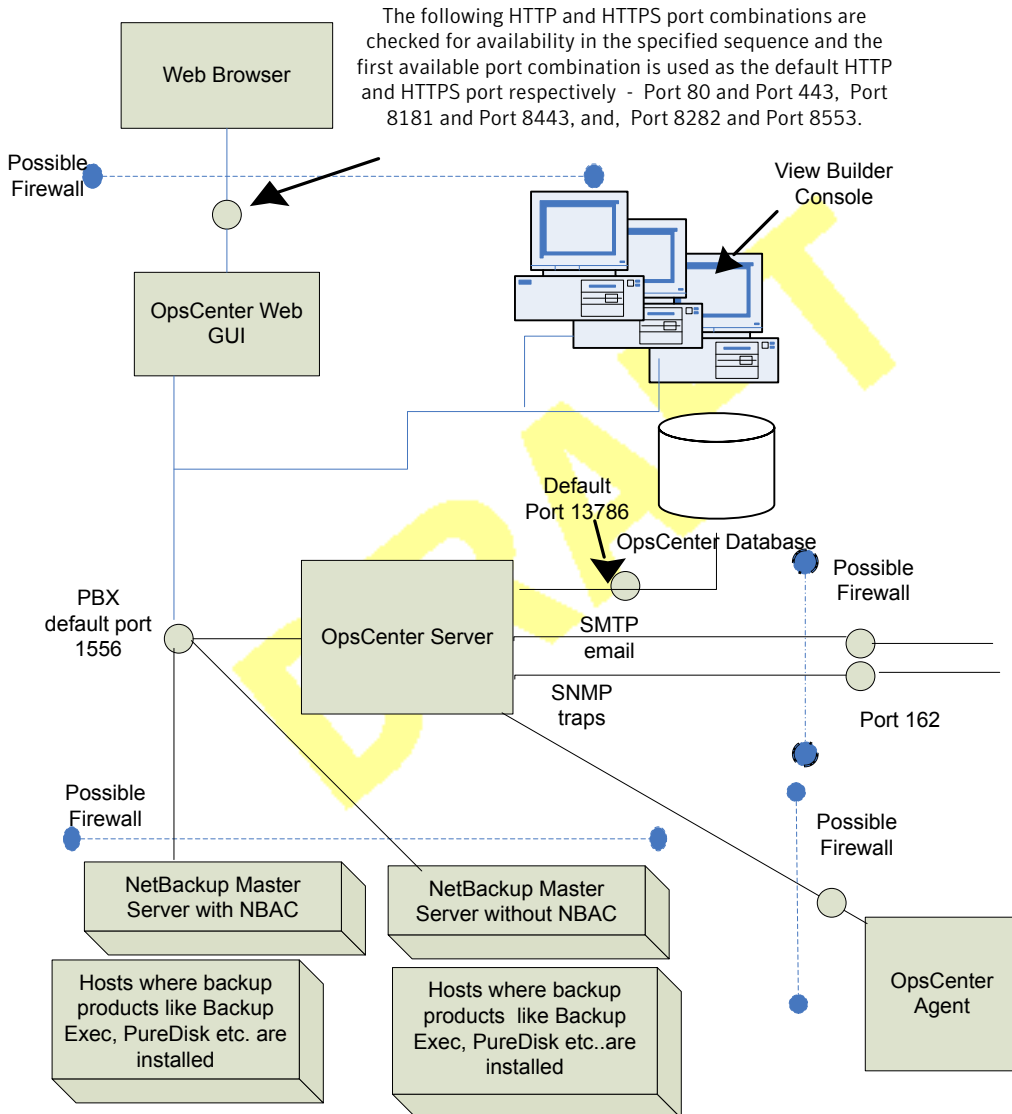 The following HTTP and HTTPS port combinations are
checked for availability in the specified sequence and the
first available port combination is used as the default HTTP
and HTTPS port respectively - Port 80 and Port 443, Port
8181 and Port 8443, and, Port 8282 and Port 8553.
Web Browser
Possible
Firewall
View Builder
Console
OpsCenter Web
GUI
Default
Port 13786
OpsCenter Database
Possible
Firewall
PBX
default port
1556
OpsCenter Server
SMTP
email
SNMP
traps
Port 162
Possible
Firewall
Possible
Firewall
NetBackup Master
Server with NBAC
NetBackup Master
Server without NBAC
Hosts where backup
products like Backup
Exec, PureDisk etc. are
installed
Hosts where backup
products like Backup
Exec, PureDisk etc..are
installed
OpsCenter
Agent
DRAFT